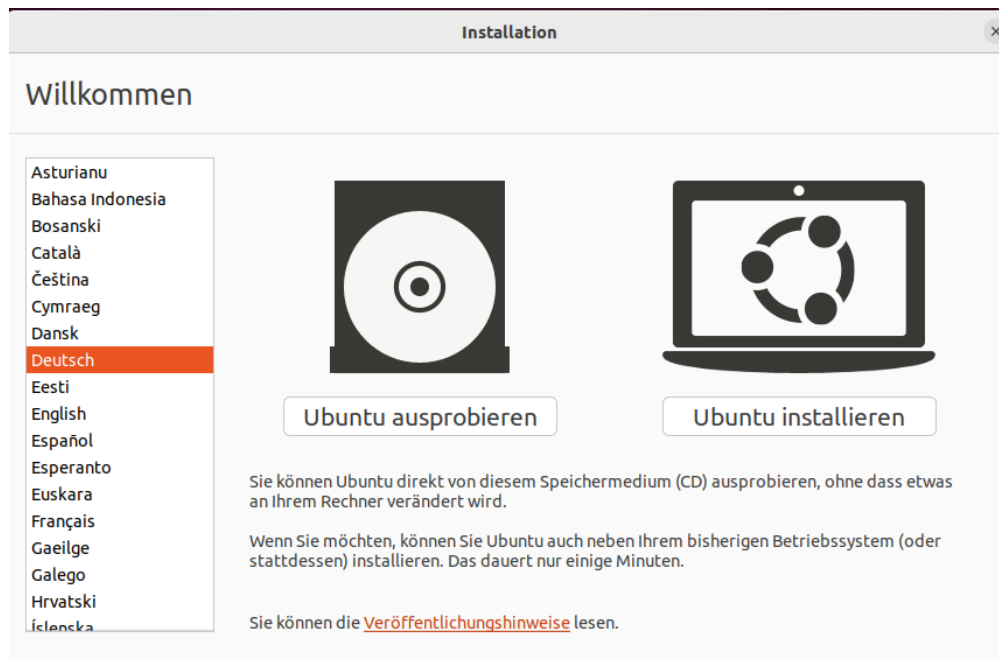 Installation
Willkommen
Asturianu
Bahasa Indonesia
Bosanski
Català
Čeština
Cymraeg
Dansk
Deutsch
Eesti
English
Español
Esperanto
Euskara
Français
Gaeilge
Galego
Hrvatski
Íslenska
Ubuntu ausprobieren
Ubuntu installieren
Sie können Ubuntu direkt von diesem Speichermedium (CD) ausprobieren, ohne dass etwas
an Ihrem Rechner verändert wird.
Wenn Sie möchten, können Sie Ubuntu auch neben Ihrem bisherigen Betriebssystem (oder
stattdessen) installieren. Das dauert nur einige Minuten.
Sie können die Veröffentlichungshinweise lesen.